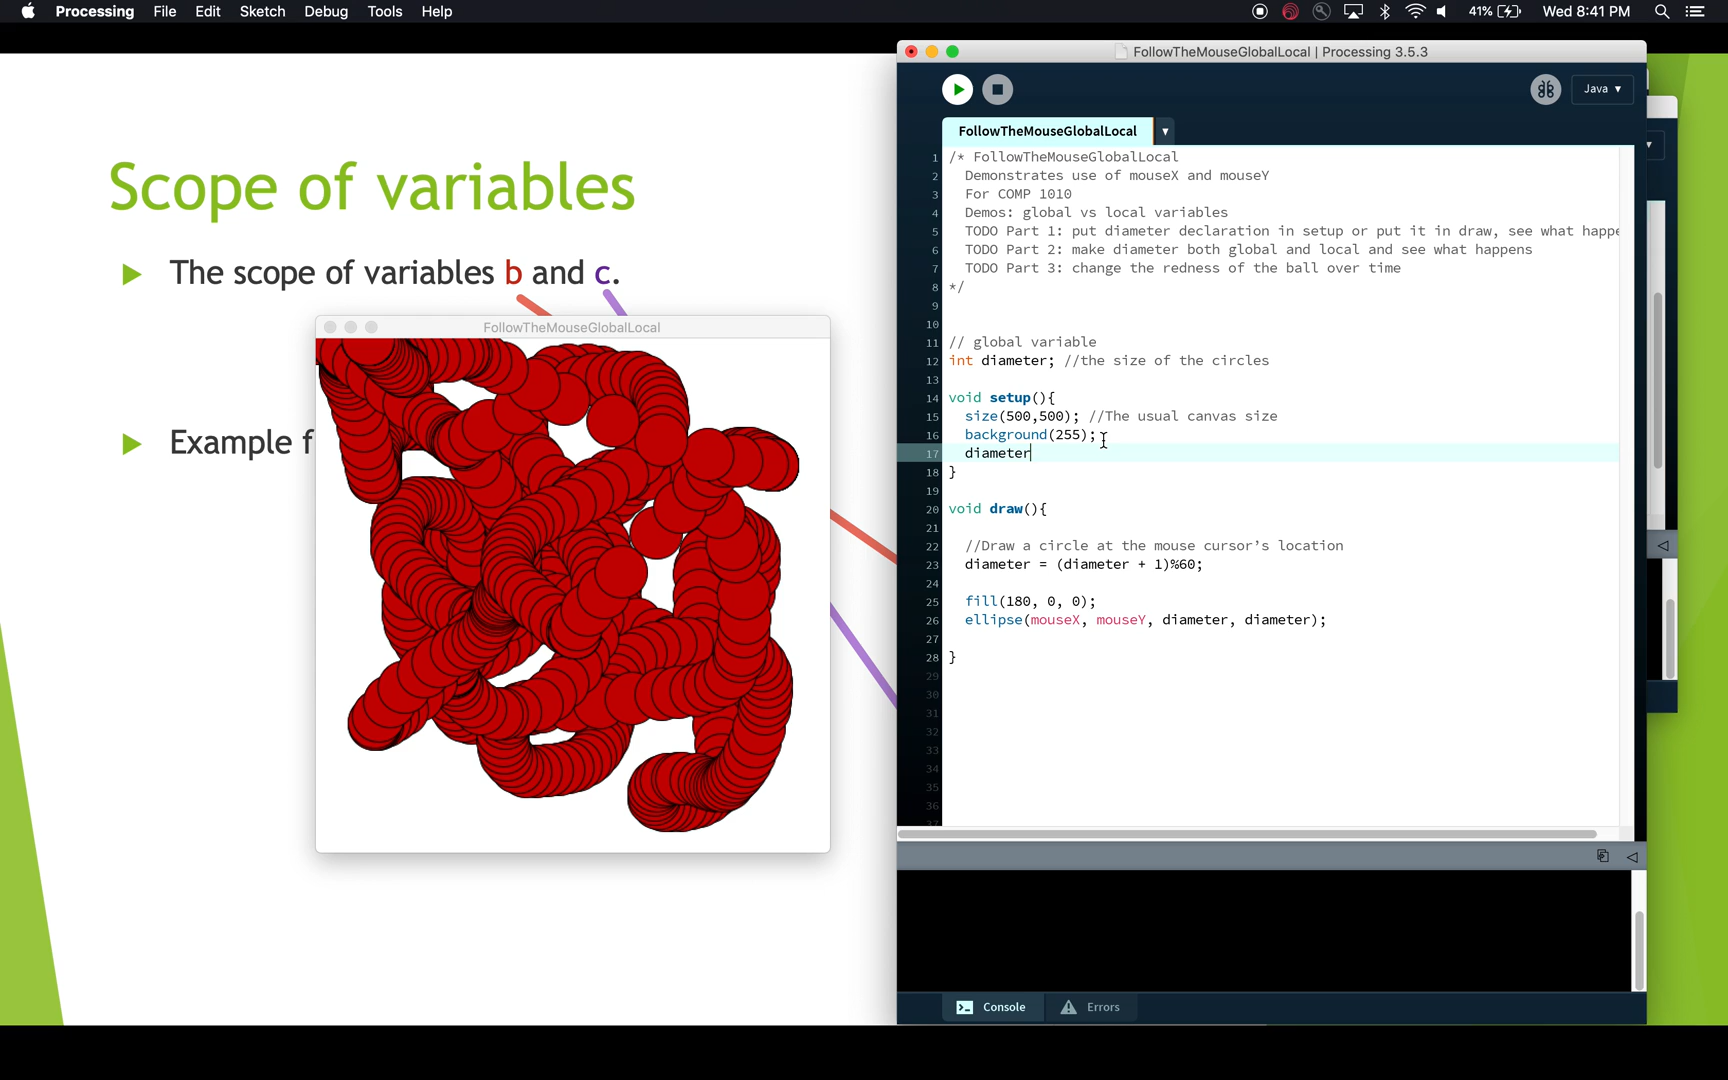 Processing File Edit Sketch Debug Tools Help 41% Wed 8:41 PM
Scope of variables
The scope of variables b and c.
Example f
FollowTheMouseGlobalLocal
FollowTheMouseGlobalLocal | Processing 3.5.3
Java
FollowTheMouseGlobalLocal
1 /* FollowTheMouseGlobalLocal
2 Demonstrates use of mouseX and mouseY
3 For COMP 1010
4 Demos: global vs local variables
5 TODO Part 1: put diameter declaration in setup or put it in draw, see what happe
6 TODO Part 2: make diameter both global and local and see what happens
7 TODO Part 3: change the redness of the ball over time
8 */
9
10
11 // global variable
12 int diameter; //the size of the circles
13
14 void setup(){
15 size(500,500); //The usual canvas size
16 background(255);
17 diameter
18 }
19
20 void draw(){
21
22 //Draw a circle at the mouse cursor's location
23 diameter = (diameter + 1)%60;
24
25 fill(180, 0, 0);
26 ellipse(mouseX, mouseY, diameter, diameter);
27
28 }
29
30
31
32
33
34
35
36
37
Console Errors